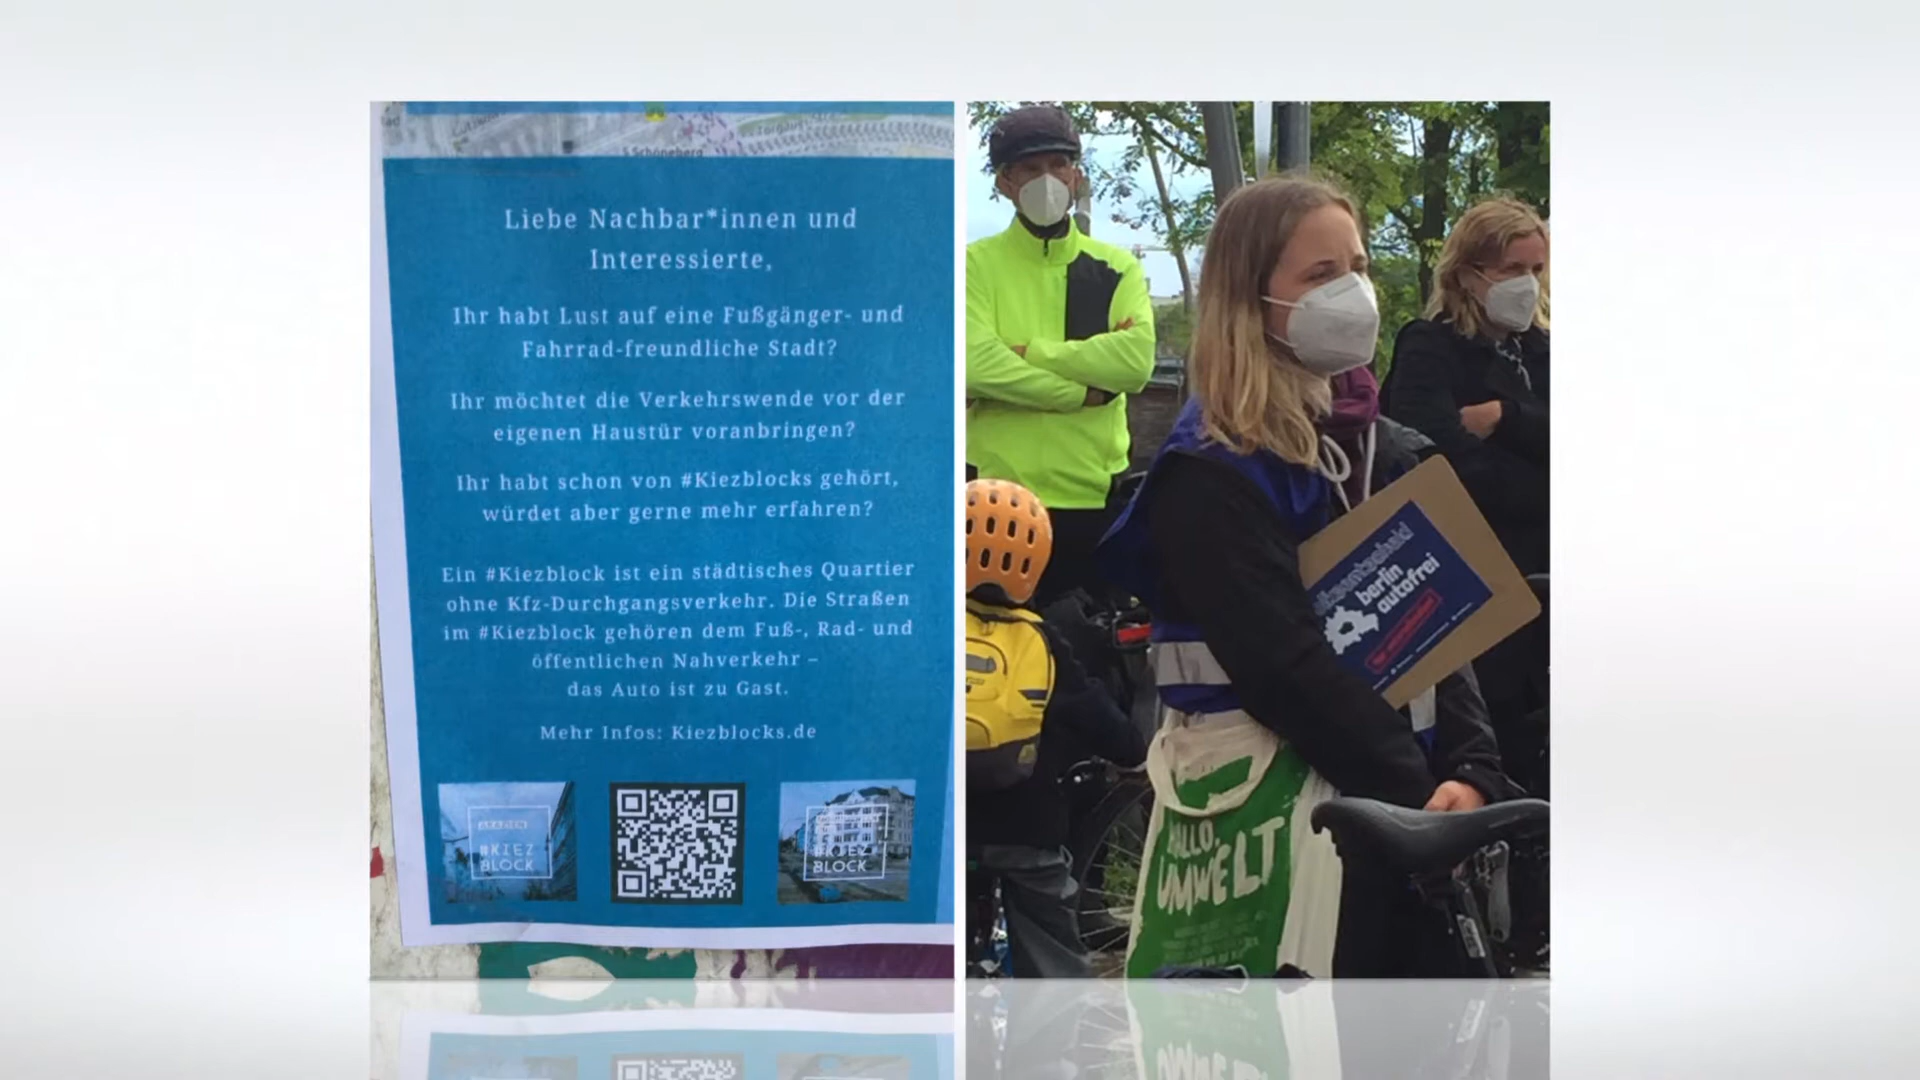 S Schöneberg
Liebe Nachbar*innen und
Interessierte,
Ihr habt Lust auf eine Fußgänger- und
Fahrrad-freundliche Stadt?
Ihr möchtet die Verkehrswende vor der
eigenen Haustür voranbringen?
Ihr habt schon von #Kiezblocks gehört,
würdet aber gerne mehr erfahren?
Ein #Kiezblock ist ein städtisches Quartier
ohne Kfz-Durchgangsverkehr. Die Straßen
im #Kiezblock gehören dem Fuß-, Rad- und
öffentlichen Nahverkehr –
das Auto ist zu Gast.
Mehr Infos: Kiezblocks.de
#KIEZ
BLOCK
#KIEZ
BLOCK
berlin
autofrei
HALLO,
UMWELT